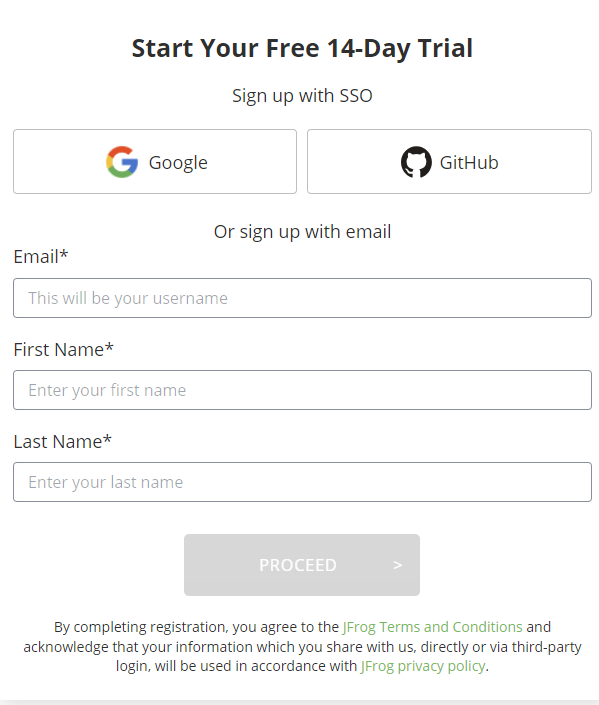 Start Your Free 14-Day Trial
Sign up with SSO
Google
GitHub
Or sign up with email
Email*
This will be your username
First Name*
Enter your first name
Last Name*
Enter your last name
PROCEED >
By completing registration, you agree to the JFrog Terms and Conditions and
acknowledge that your information which you share with us, directly or via third-party
login, will be used in accordance with JFrog privacy policy.